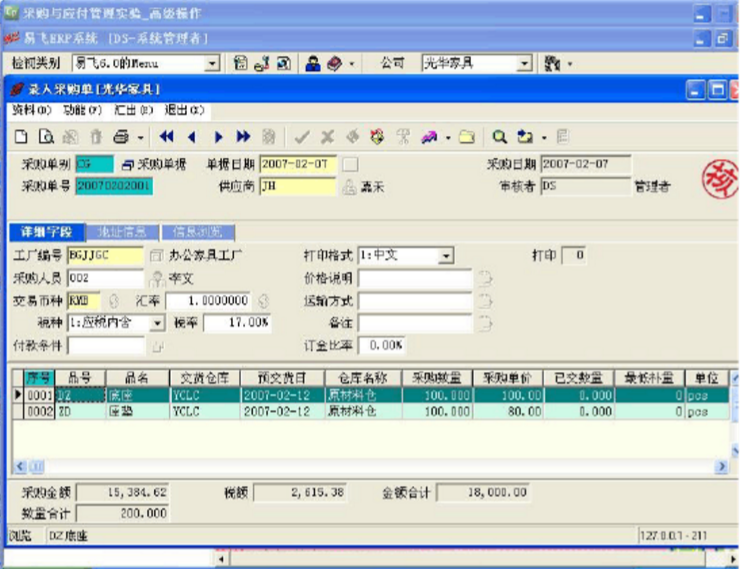 采购与应付管理实验_高级操作
易飞ERP系统 [DS-系统管理者]
检视类别 易飞6.0的Menu 公司 光华家具
录入采购单[光华家具]
资料(D) 功能(F) 汇出(E) 退出(X)
采购单别 CG 采购单据 单据日期 2007-02-07 采购日期 2007-02-07
采购单号 20070202001 供应商 JH 嘉禾 审核者 DS 管理者
核
详细字段 地址信息 信息浏览
工厂编号 BGJJGC 办公家具工厂 打印格式 1:中文 打印 0
采购人员 002 李文 价格说明
交易币种 RMB 汇率 1.0000000 运输方式
税种 1:应税内含 税率 17.00% 备注
付款条件 订金比率 0.00%
序号 品号 品名 交货仓库 预交货日 仓库名称 采购数量 采购单价 已交数量 最低补量 单位
0001 DZ 底座 YCLC 2007-02-12 原材料仓 100.000 100.00 0.000 0 pcs
0002 ZD 座垫 YCLC 2007-02-12 原材料仓 100.000 80.00 0.000 0 pcs
采购金额 15,384.62 税额 2,615.38 金额合计 18,000.00
数量合计 200.000
浏览 DZ底座 127.0.0.1 - 211